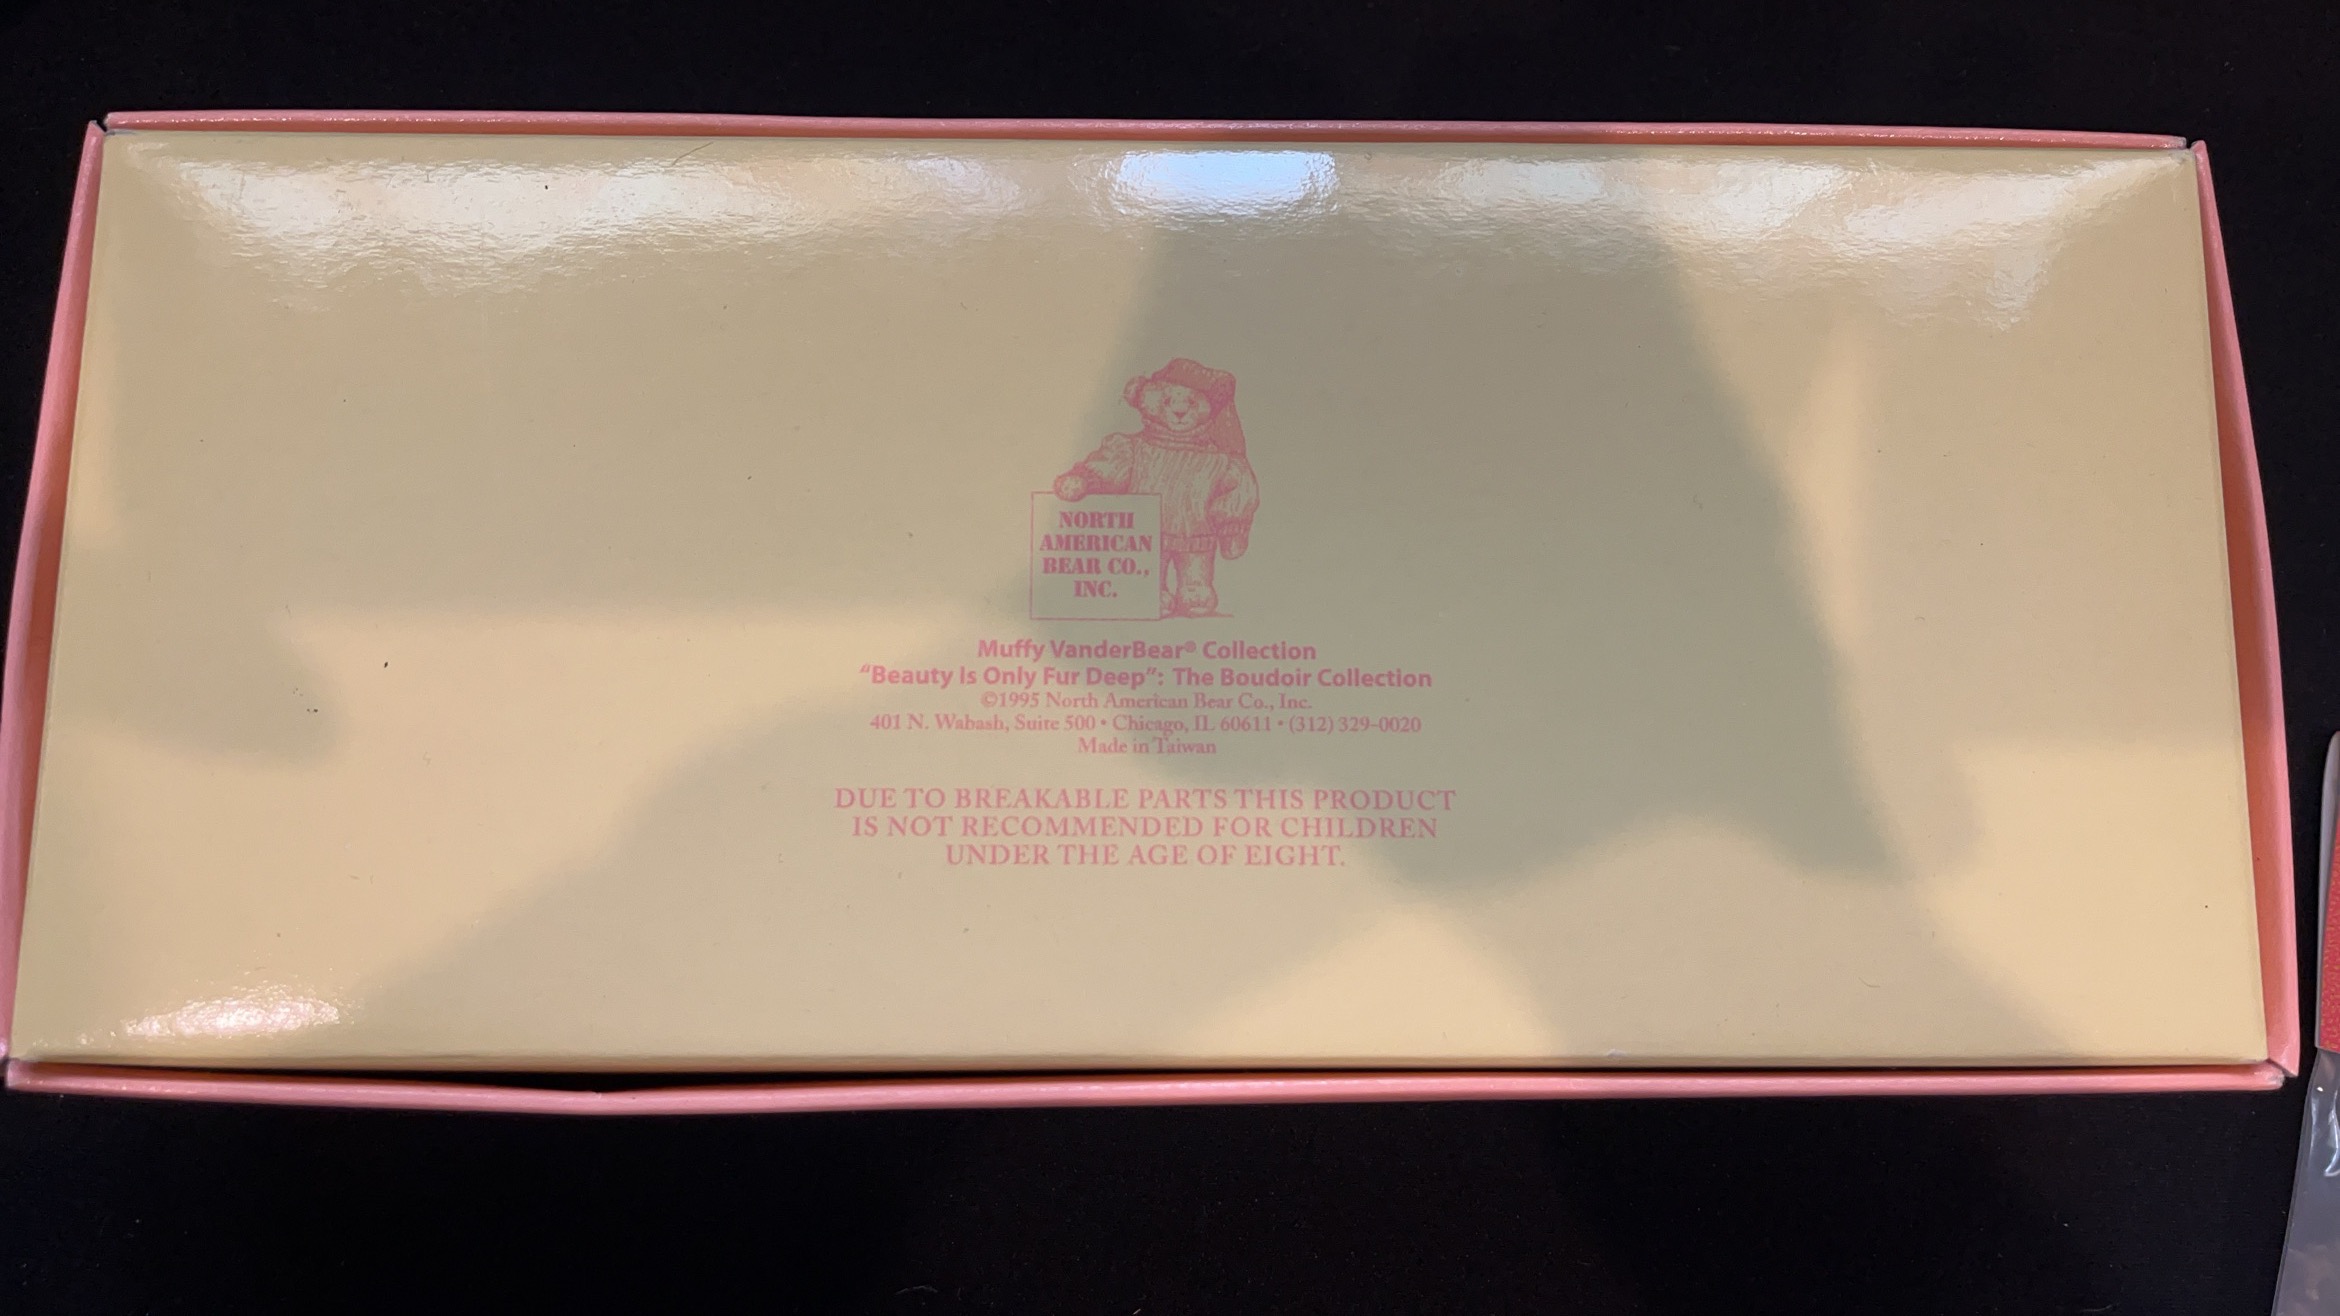 NORTH
AMERICAN
BEAR CO.,
INC.
Muffy VanderBear® Collection
“Beauty Is Only Fur Deep”: The Boudoir Collection
©1995 North American Bear Co., Inc.
401 N. Wabash, Suite 500 • Chicago, IL 60611 • (312) 329-0020
Made in Taiwan
DUE TO BREAKABLE PARTS THIS PRODUCT
IS NOT RECOMMENDED FOR CHILDREN
UNDER THE AGE OF EIGHT.